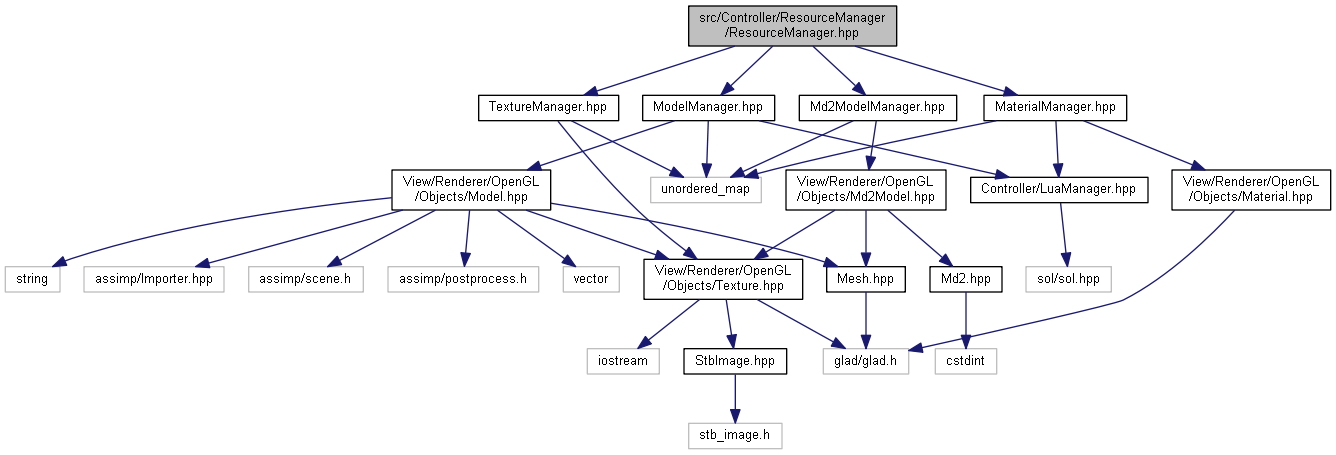 src/Controller/ResourceManager
/ResourceManager.hpp
TextureManager.hpp
ModelManager.hpp
Md2ModelManager.hpp
MaterialManager.hpp
View/Renderer/OpenGL
/Objects/Model.hpp
unordered_map
View/Renderer/OpenGL
/Objects/Md2Model.hpp
Controller/LuaManager.hpp
View/Renderer/OpenGL
/Objects/Material.hpp
string
assimp/Importer.hpp
assimp/scene.h
assimp/postprocess.h
vector
View/Renderer/OpenGL
/Objects/Texture.hpp
Mesh.hpp
Md2.hpp
sol/sol.hpp
iostream
StbImage.hpp
glad/glad.h
cstdint
stb_image.h